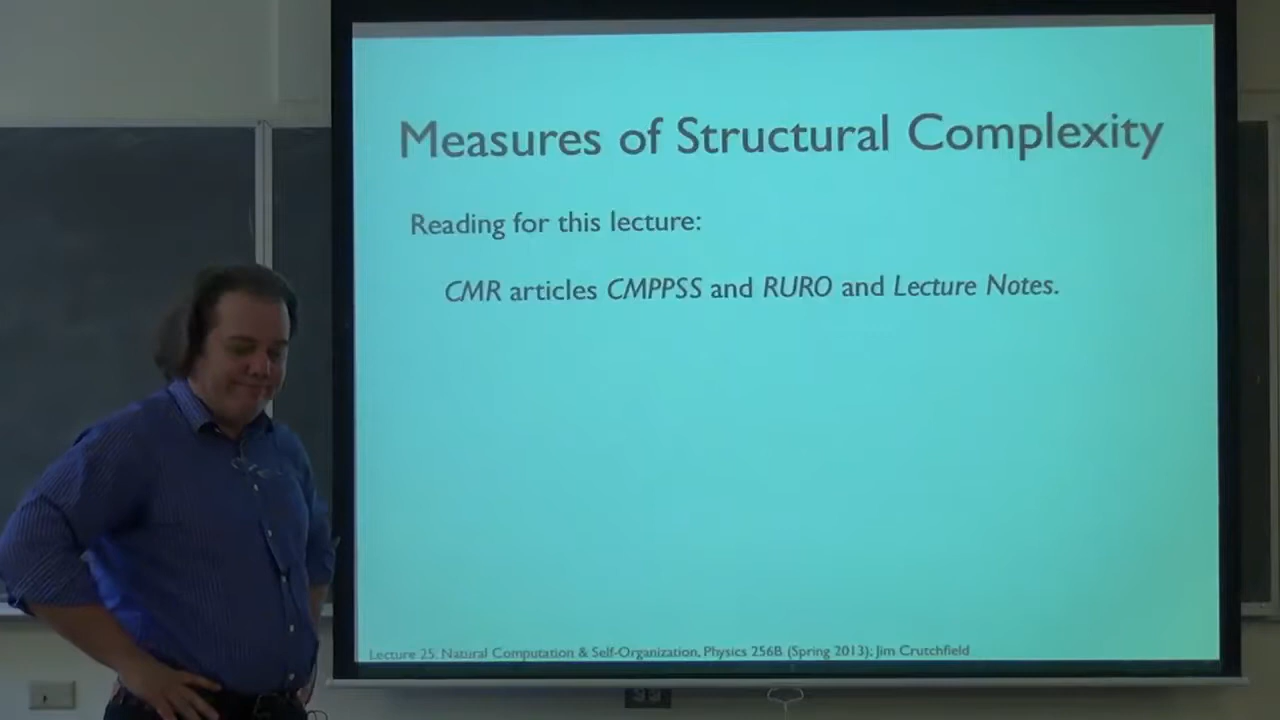 Measures of Structural Complexity
Reading for this lecture:
CMR articles CMPPSS and RURO and Lecture Notes.
Lecture 25, Natural Computation & Self-Organization, Physics 256B (Spring 2013); Jim Crutchfield